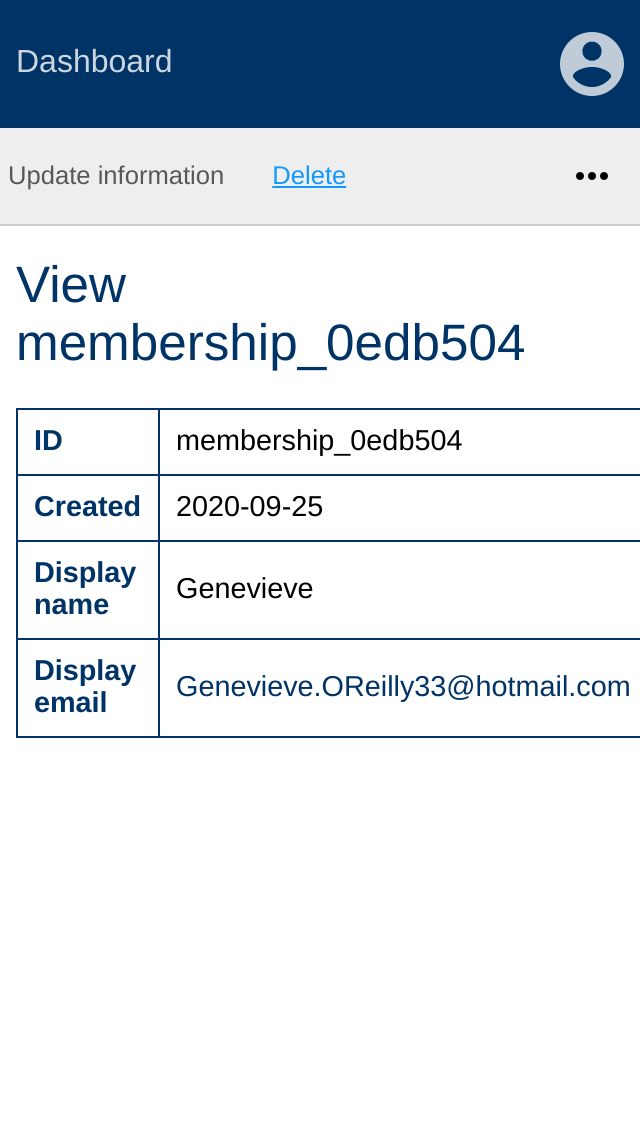 Dashboard
Update information Delete
View
membership_0edb504
ID membership_0edb504
Created 2020-09-25
Display
name
Genevieve
Display
email
Genevieve.OReilly33@hotmail.com